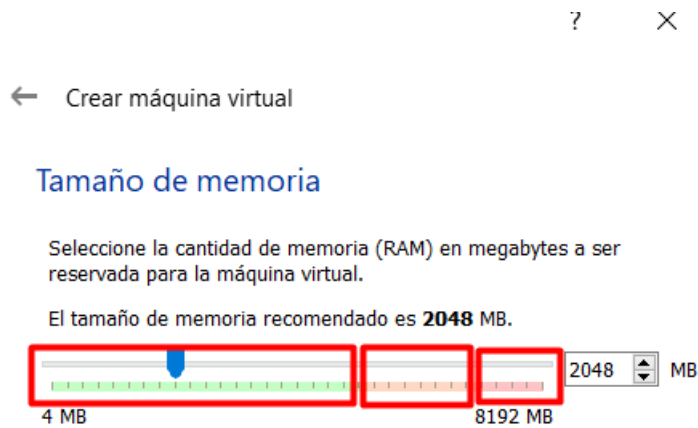 ?
Crear máquina virtual
Tamaño de memoria
Seleccione la cantidad de memoria (RAM) en megabytes a ser
reservada para la máquina virtual.
El tamaño de memoria recomendado es 2048 MB.
2048 MB
4 MB 8192 MB